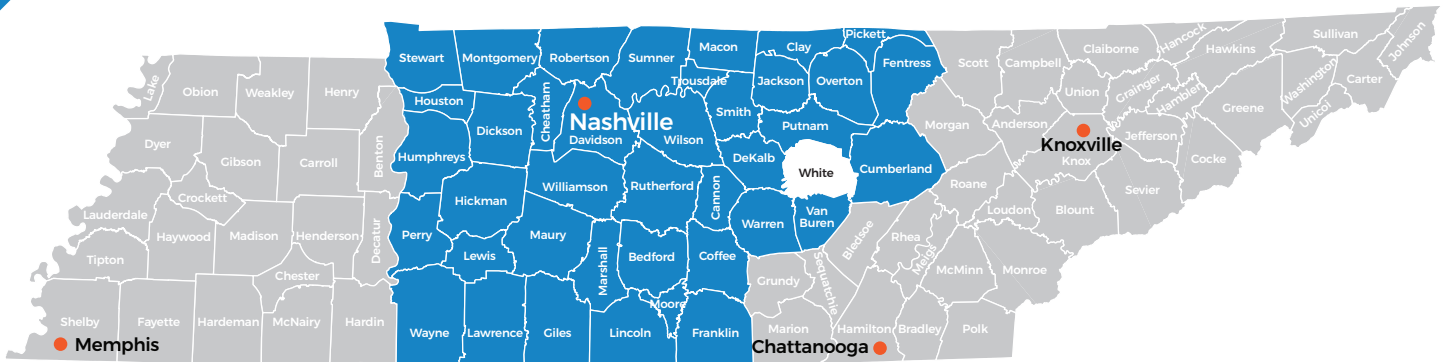 Lake
Obion
Weakley
Henry
Dyer
Gibson
Carroll
Benton
Crockett
Lauderdale
Haywood
Madison
Henderson
Decatur
Tipton
Chester
Shelby
Fayette
Hardeman
McNairy
Hardin
Memphis
Stewart
Montgomery
Robertson
Sumner
Macon
Clay
Pickett
Fentress
Trousdale
Jackson
Overton
Houston
Dickson
Cheatham
Nashville
Davidson
Wilson
Smith
Putnam
Humphreys
DeKalb
White
Cumberland
Hickman
Williamson
Rutherford
Cannon
Warren
Van
Buren
Perry
Lewis
Maury
Marshall
Bedford
Coffee
Moore
Wayne
Lawrence
Giles
Lincoln
Franklin
Scott
Campbell
Claiborne
Hancock
Hawkins
Sullivan
Johnson
Union
Grainger
Hamblen
Washington
Carter
Unicoi
Greene
Morgan
Anderson
Knoxville
Knox
Jefferson
Cocke
Sevier
Roane
Loudon
Blount
Bledsoe
Rhea
Meigs
McMinn
Monroe
Grundy
Sequatchie
Marion
Hamilton
Bradley
Polk
Chattanooga